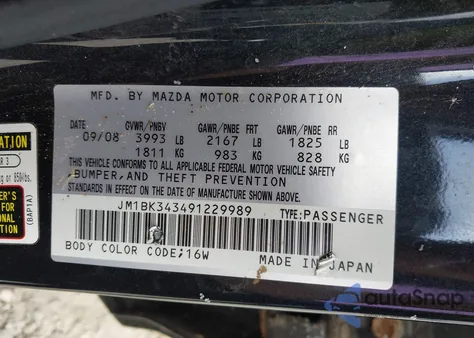 MFD. BY MAZDA MOTOR CORPORATION
DATE GVWR/PNBV GAWR/PNBE FRT GAWR/PNBE RR
09/08 3993 LB 2167 LB 1825 LB
1811 KG 983 KG 828 KG
THIS VEHICLE CONFORMS TO ALL APPLICABLE FEDERAL MOTOR VEHICLE SAFETY,
BUMPER,AND THEFT PREVENTION
STANDARDS IN EFFECT ON THE DATE OF MANUFACTURE SHOWN ABOVE.
JM1BK343491229989 TYPE:PASSENGER
BODY COLOR CODE;16W
MADE IN JAPAN
(BAP1A)
autoSnap